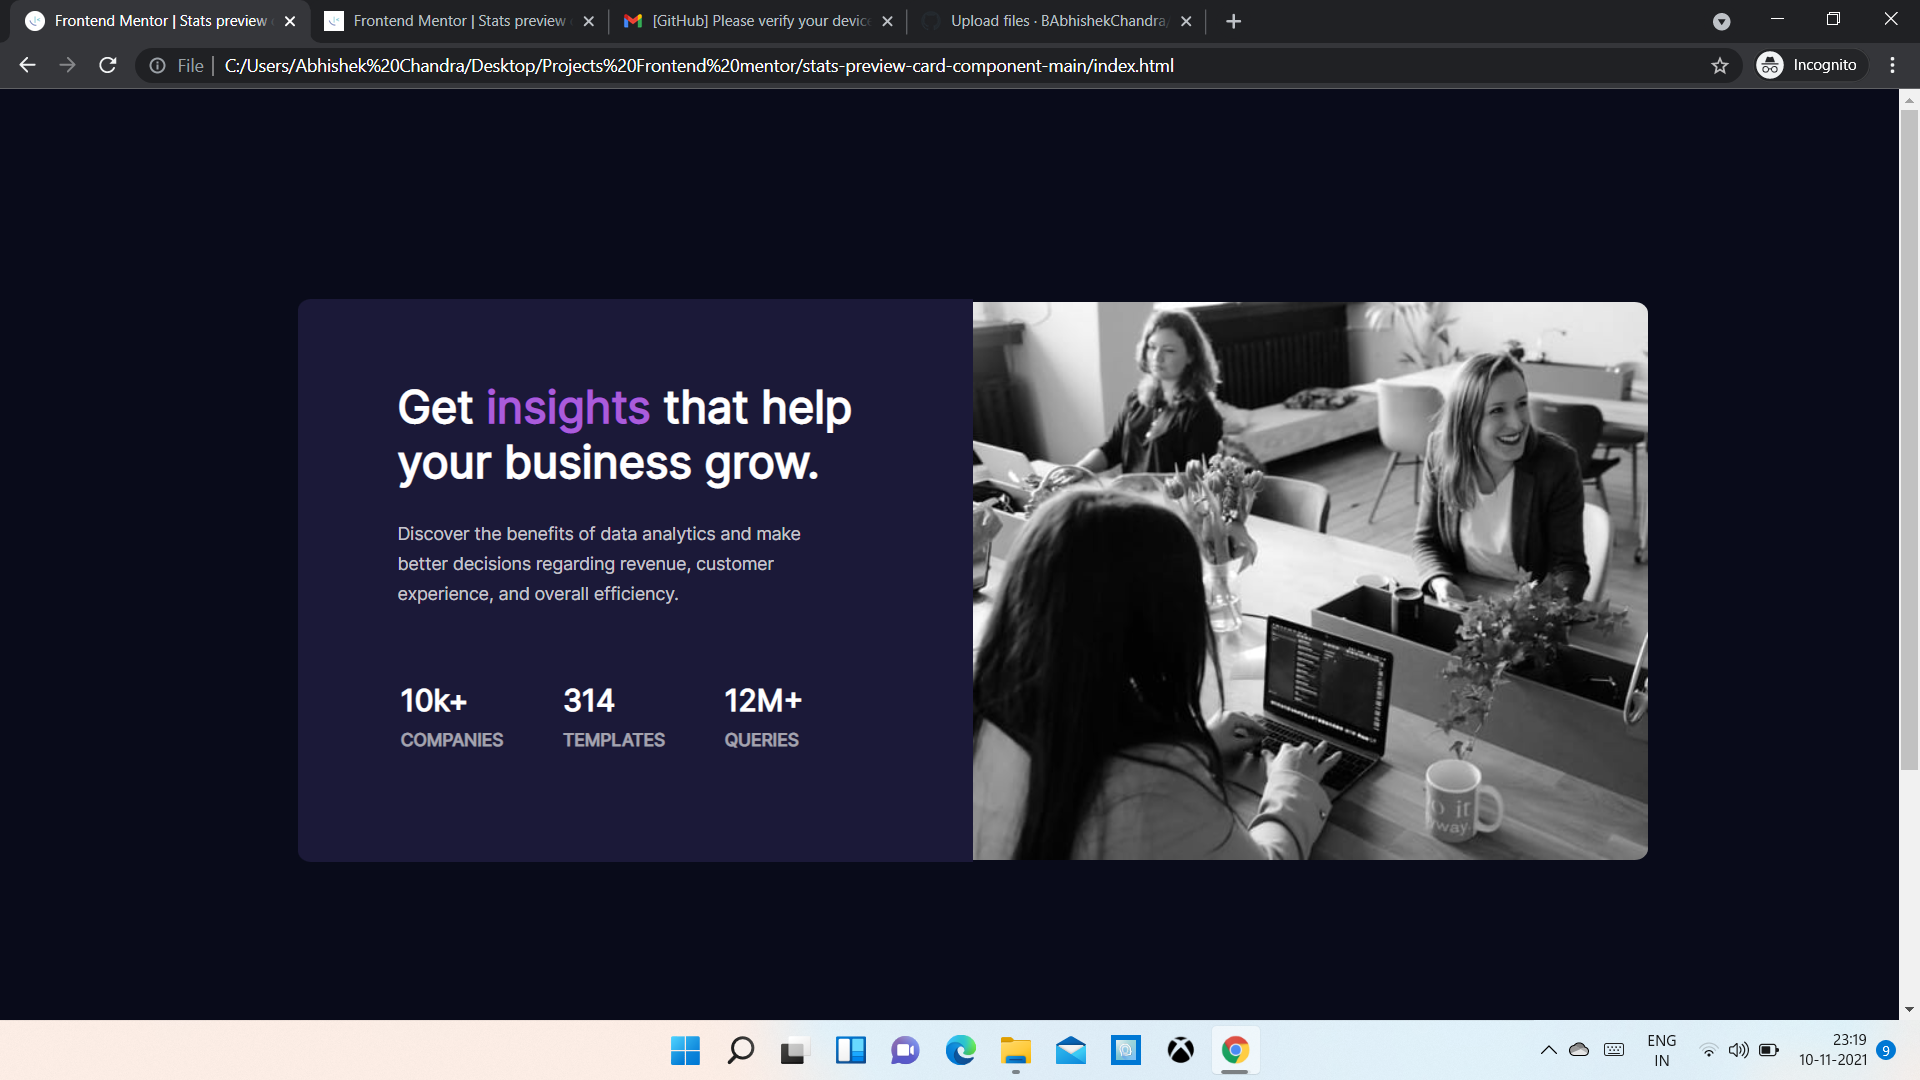 Frontend Mentor | Stats preview
Frontend Mentor | Stats preview
[GitHub] Please verify your device
Upload files · BAbhishekChandra/
File
C:/Users/Abhishek%20Chandra/Desktop/Projects%20Frontend%20mentor/stats-preview-card-component-main/index.html
Incognito
Get insights that help
your business grow.
Discover the benefits of data analytics and make
better decisions regarding revenue, customer
experience, and overall efficiency.
10k+ 314 12M+
COMPANIES TEMPLATES QUERIES
ENG
IN
23:19
10-11-2021
9